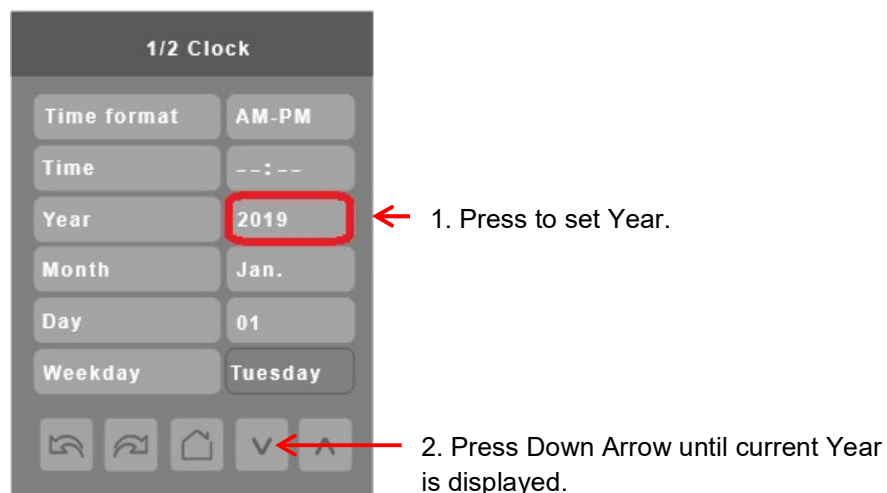 1/2 Clock
Time format AM-PM
Time --:--
Year 2019
1. Press to set Year.
Month Jan.
Day 01
Weekday Tuesday
2. Press Down Arrow until current Year
is displayed.